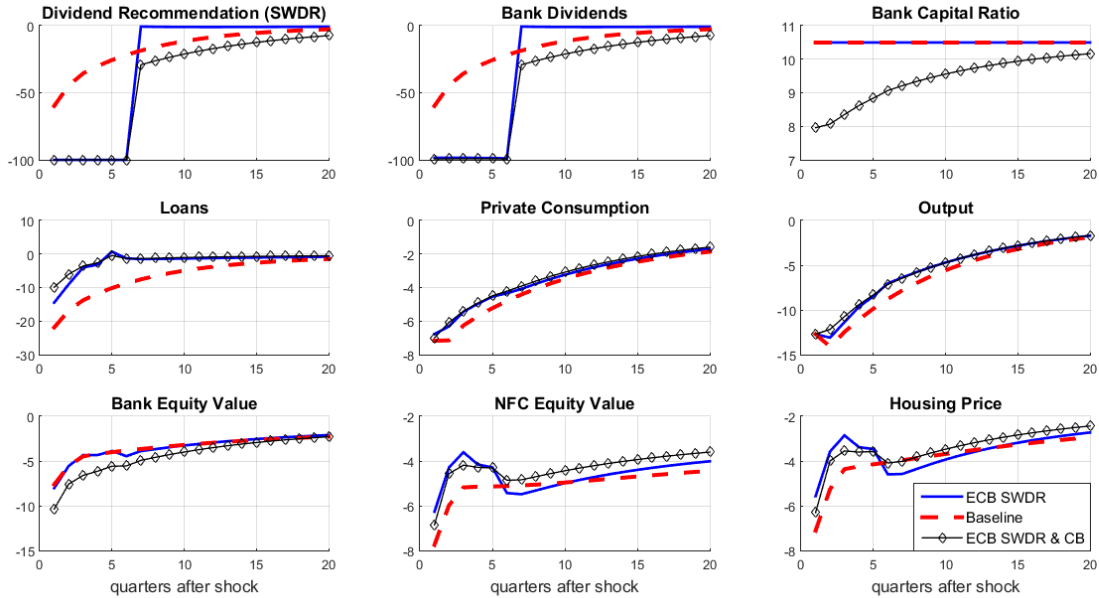 Dividend Recommendation (SWDR)
0
-50
-100
0 5 10 15 20
Bank Dividends
0
-50
-100
0 5 10 15 20
Bank Capital Ratio
11
10
9
8
7
0 5 10 15 20
Loans
10
0
-10
-20
-30
0 5 10 15 20
Private Consumption
0
-2
-4
-6
-8
0 5 10 15 20
Output
0
-5
-10
-15
0 5 10 15 20
Bank Equity Value
0
-5
-10
-15
0 5 10 15 20
quarters after shock
NFC Equity Value
-2
-4
-6
-8
0 5 10 15 20
quarters after shock
Housing Price
-2
-4
-6
-8
0 5 10 15 20
quarters after shock
ECB SWDR
Baseline
ECB SWDR & CB